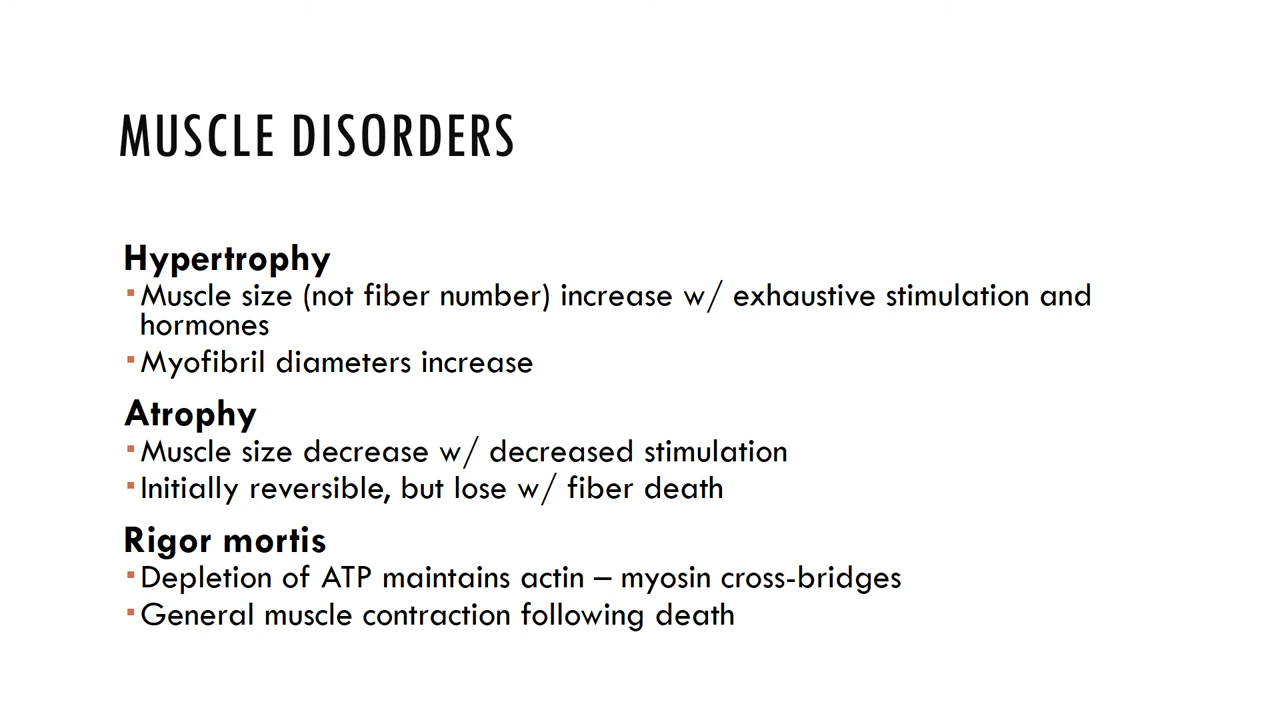 MUSCLE DISORDERS
Hypertrophy
▪Muscle size (not fiber number) increase w/ exhaustive stimulation and
hormones
▪Myofibril diameters increase
Atrophy
▪Muscle size decrease w/ decreased stimulation
▪Initially reversible, but lose w/ fiber death
Rigor mortis
▪Depletion of ATP maintains actin – myosin cross-bridges
▪General muscle contraction following death